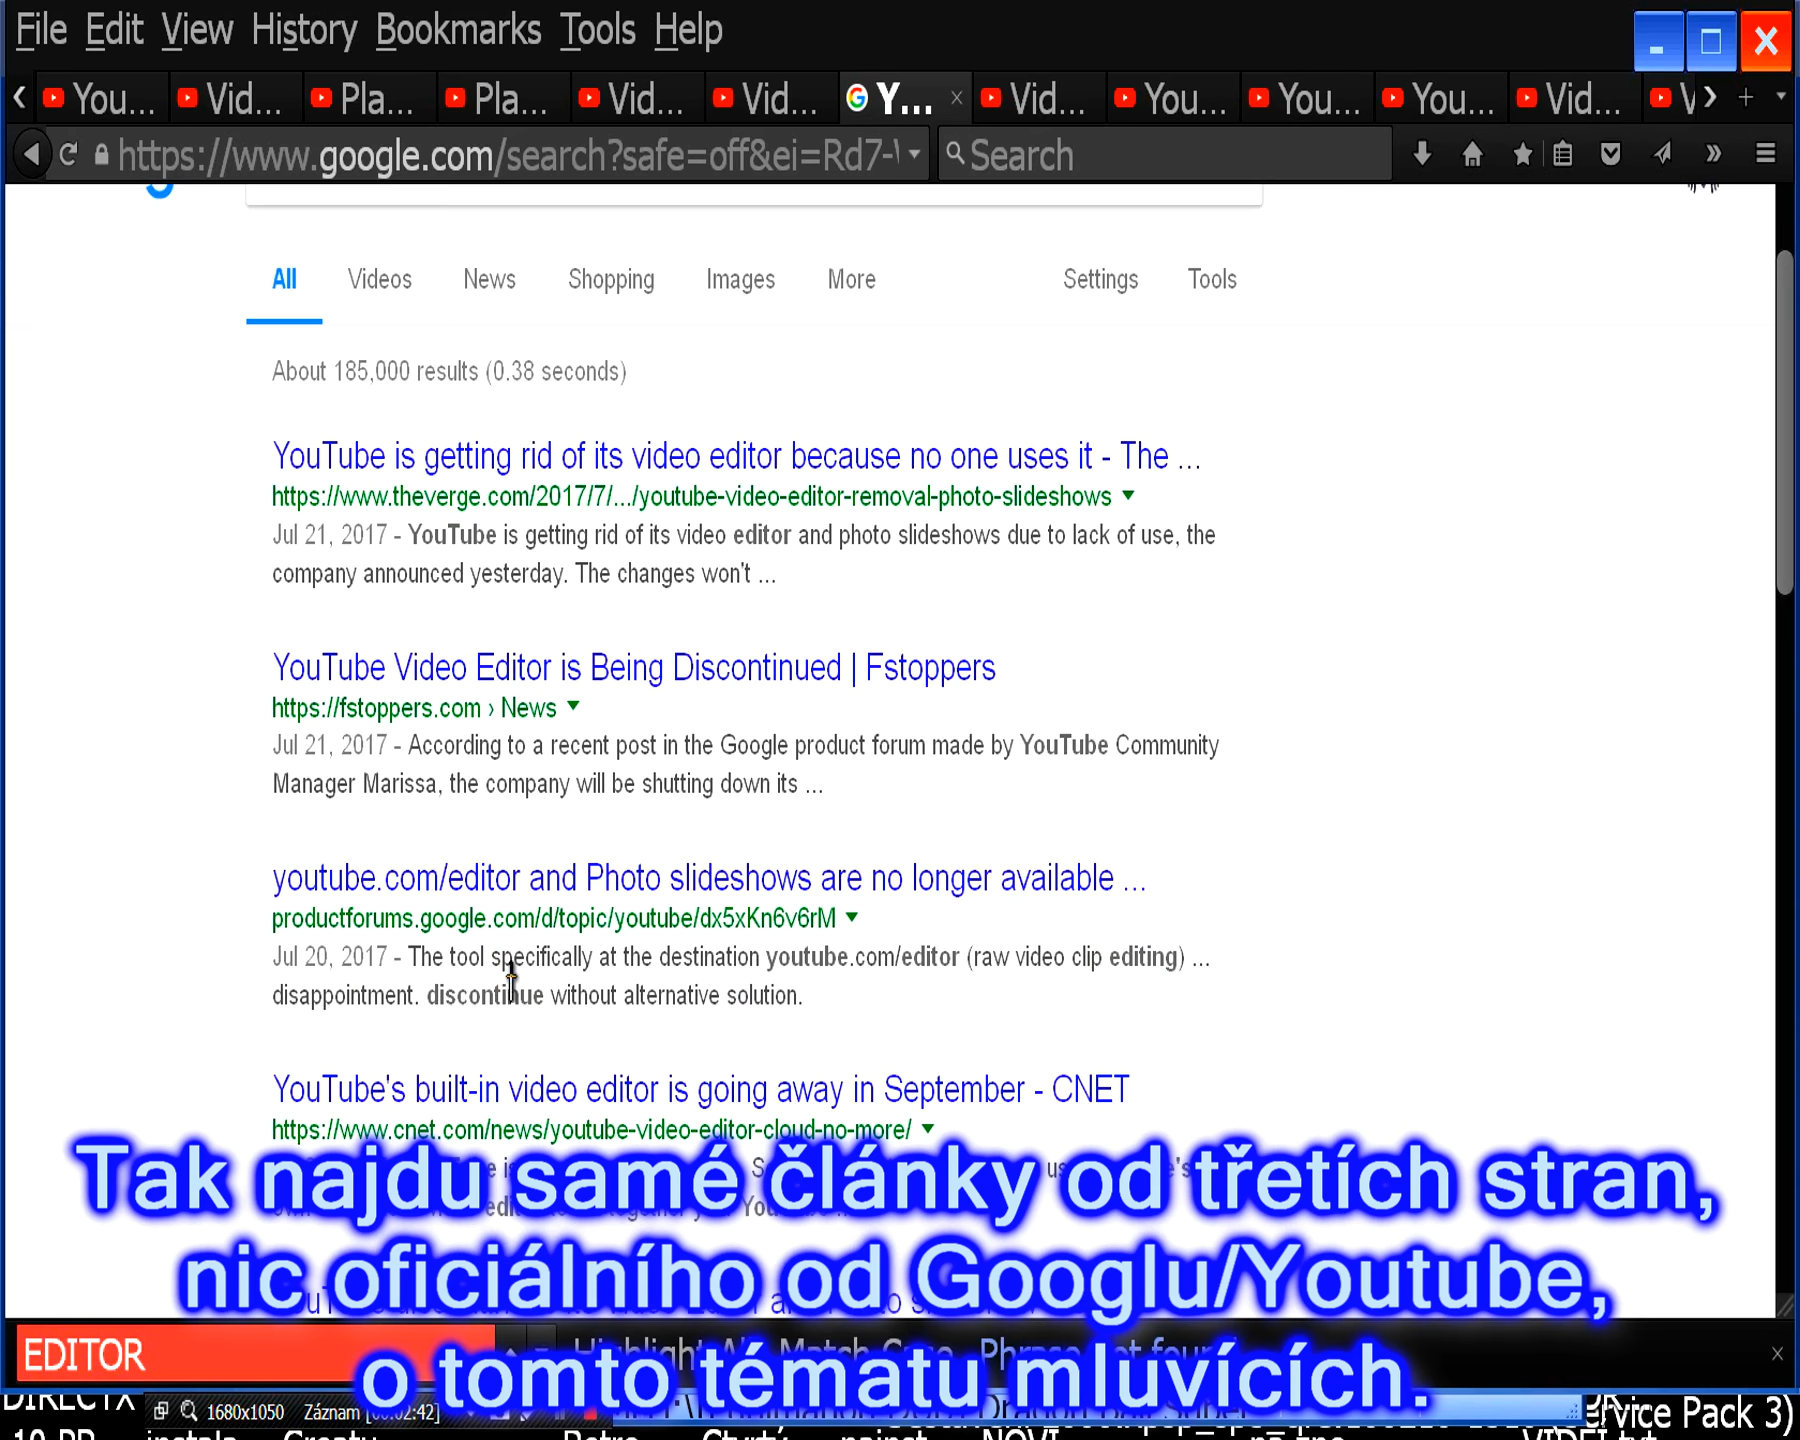 File Edit View History Bookmarks Tools Help
You... Vid... Pla... Pla... Vid... Vid... Y... Vid... You... You... You... Vid... V
https://www.google.com/search?safe=off&ei=Rd7-\ Search
All Videos News Shopping Images More Settings Tools
About 185,000 results (0.38 seconds)
YouTube is getting rid of its video editor because no one uses it - The ...
https://www.theverge.com/2017/7/.../youtube-video-editor-removal-photo-slideshows
Jul 21, 2017 - YouTube is getting rid of its video editor and photo slideshows due to lack of use, the
company announced yesterday. The changes won't ...
YouTube Video Editor is Being Discontinued | Fstoppers
https://fstoppers.com › News
Jul 21, 2017 - According to a recent post in the Google product forum made by YouTube Community
Manager Marissa, the company will be shutting down its ...
youtube.com/editor and Photo slideshows are no longer available ...
productforums.google.com/d/topic/youtube/dx5xKn6v6rM
Jul 20, 2017 - The tool specifically at the destination youtube.com/editor (raw video clip editing) ...
disappointment. discontinue without alternative solution.
YouTube's built-in video editor is going away in September - CNET
https://www.cnet.com/news/youtube-video-editor-cloud-no-more/
Tak najdu samé články od třetích stran,
nic oficiálního od Googlu/Youtube,
o tomto tématu mluvících.
EDITOR
DIRECTX 1680x1050 Záznam [00:02:42] vice Pack 3)